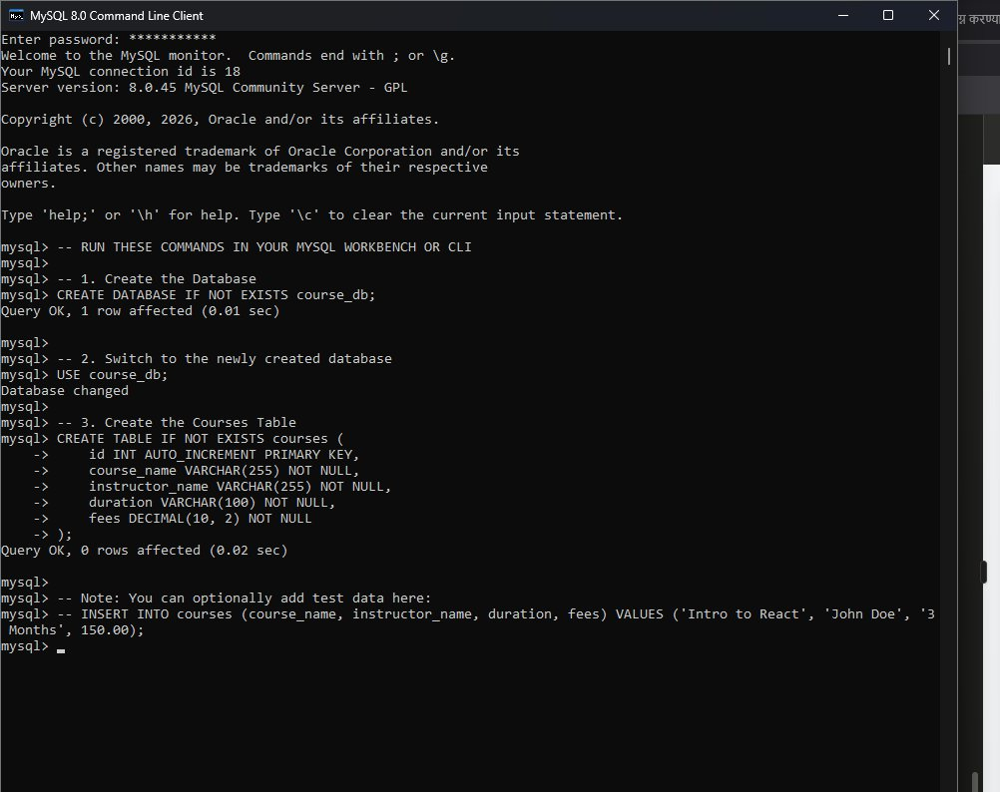 MySQL 8.0 Command Line Client
Enter password: ***********
Welcome to the MySQL monitor.  Commands end with ; or \g.
Your MySQL connection id is 18
Server version: 8.0.45 MySQL Community Server - GPL

Copyright (c) 2000, 2026, Oracle and/or its affiliates.

Oracle is a registered trademark of Oracle Corporation and/or its
affiliates. Other names may be trademarks of their respective
owners.

Type 'help;' or '\h' for help. Type '\c' to clear the current input statement.

mysql> -- RUN THESE COMMANDS IN YOUR MYSQL WORKBENCH OR CLI
mysql>
mysql> -- 1. Create the Database
mysql> CREATE DATABASE IF NOT EXISTS course_db;
Query OK, 1 row affected (0.01 sec)

mysql>
mysql> -- 2. Switch to the newly created database
mysql> USE course_db;
Database changed
mysql>
mysql> -- 3. Create the Courses Table
mysql> CREATE TABLE IF NOT EXISTS courses (
    ->     id INT AUTO_INCREMENT PRIMARY KEY,
    ->     course_name VARCHAR(255) NOT NULL,
    ->     instructor_name VARCHAR(255) NOT NULL,
    ->     duration VARCHAR(100) NOT NULL,
    ->     fees DECIMAL(10, 2) NOT NULL
    -> );
Query OK, 0 rows affected (0.02 sec)

mysql>
mysql> -- Note: You can optionally add test data here:
mysql> -- INSERT INTO courses (course_name, instructor_name, duration, fees) VALUES ('Intro to React', 'John Doe', '3
 Months', 150.00);
mysql>